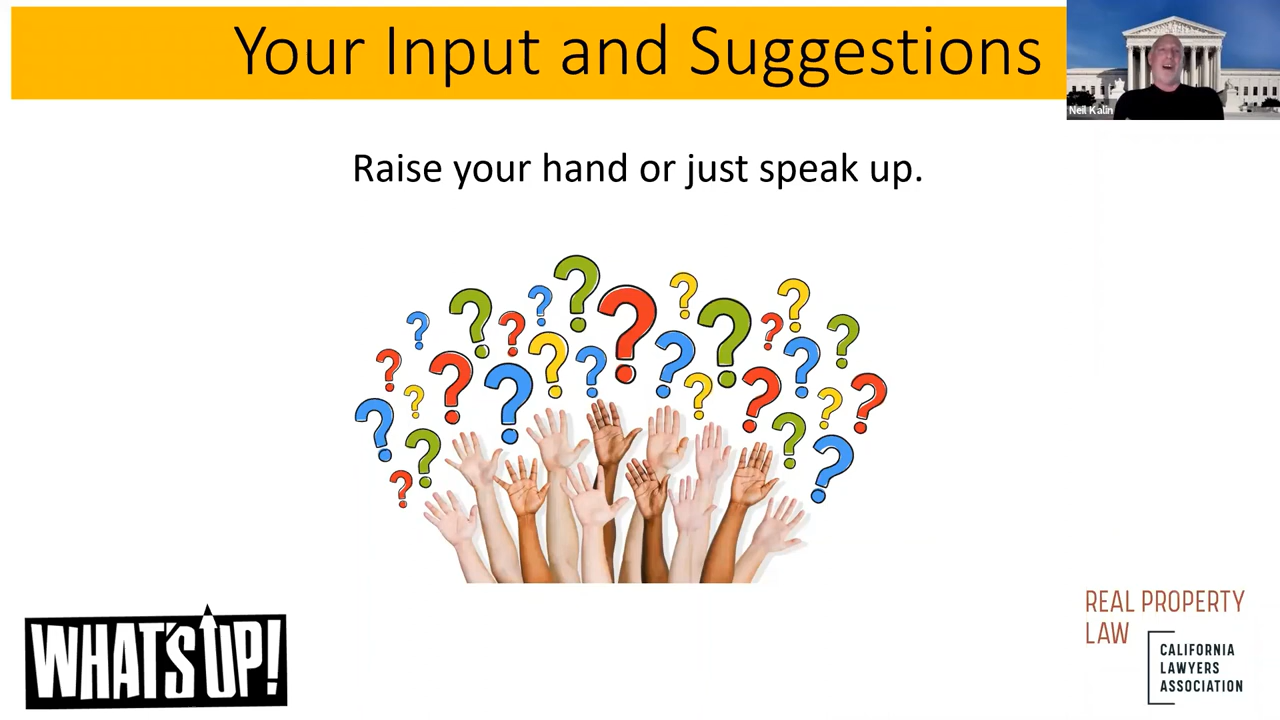 Your Input and Suggestions
Neil Kalin
Raise your hand or just speak up.
WHAT'S UP!
REAL PROPERTY
LAW
CALIFORNIA
LAWYERS
ASSOCIATION